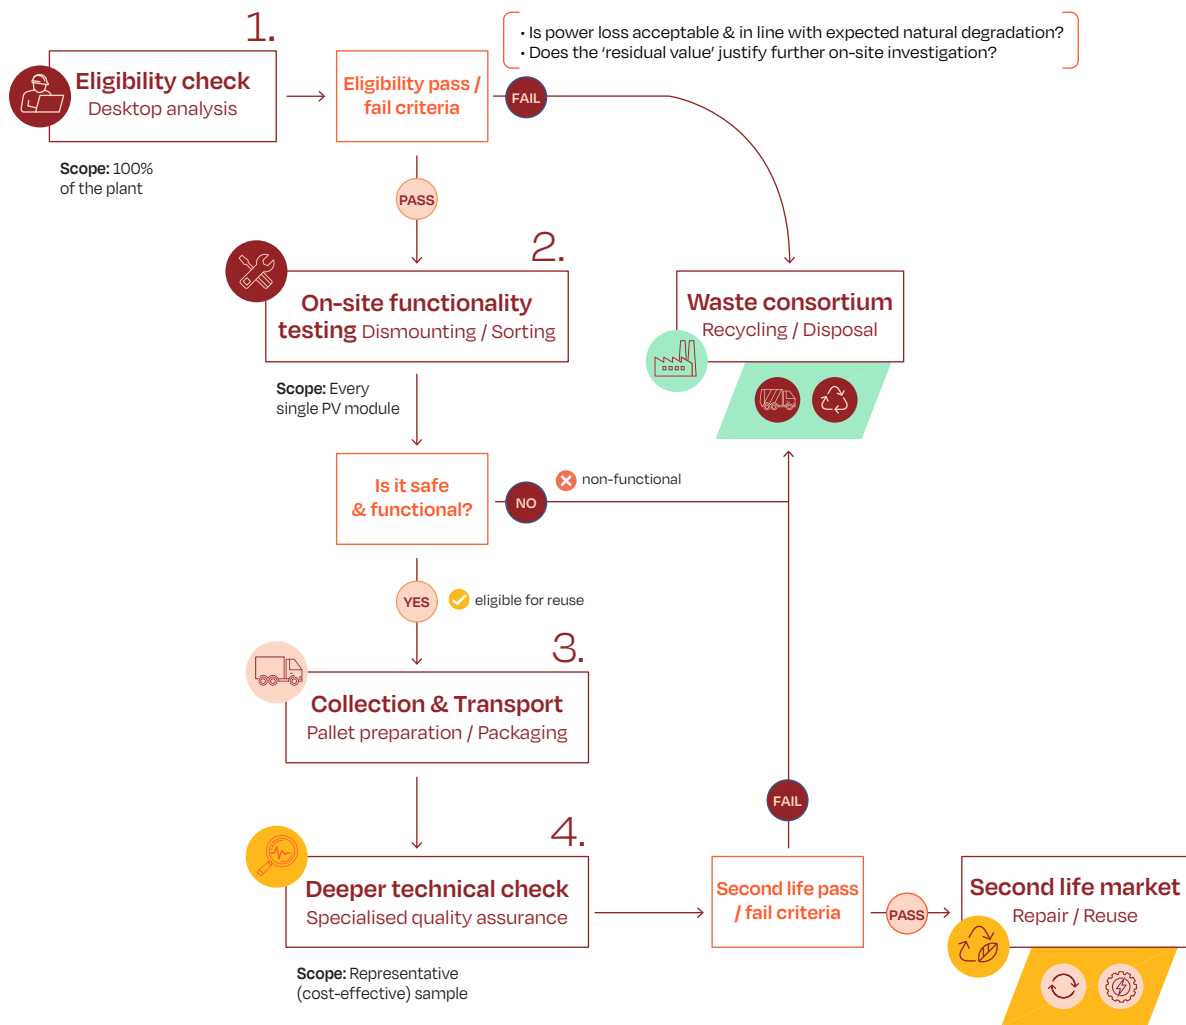 1.
Eligibility check
Desktop analysis
Scope: 100%
of the plant
Eligibility pass /
fail criteria
FAIL
• Is power loss acceptable & in line with expected natural degradation?
• Does the ‘residual value’ justify further on-site investigation?
PASS
2.
On-site functionality
testing Dismounting / Sorting
Scope: Every
single PV module
Waste consortium
Recycling / Disposal
Is it safe
& functional?
NO
non-functional
YES
eligible for reuse
3.
Collection & Transport
Pallet preparation / Packaging
4.
Deeper technical check
Specialised quality assurance
Scope: Representative
(cost-effective) sample
FAIL
Second life pass
/ fail criteria
PASS
Second life market
Repair / Reuse